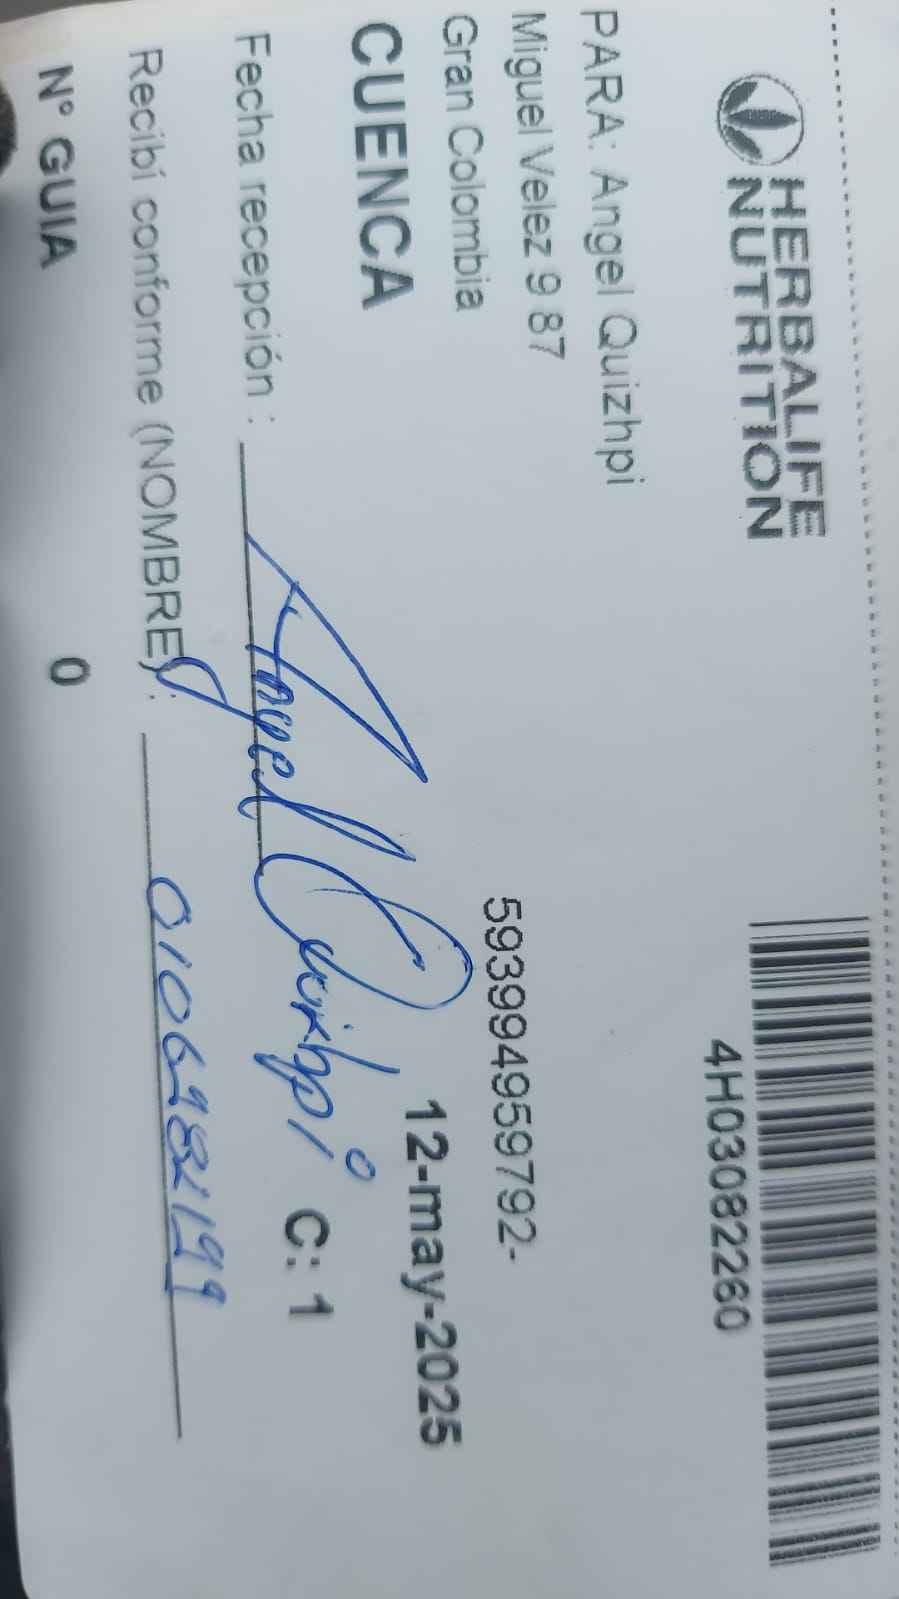 HERBALIFE
NUTRITION
4H03082260
PARA: Angel Quizhpi
Miguel Velez 9 87
593994959792-
Gran Colombia
CUENCA
12-may-2025
Fecha recepción :
Angel Quizhpi
C: 1
Recibí conforme (NOMBRE):
N° GUIA 0